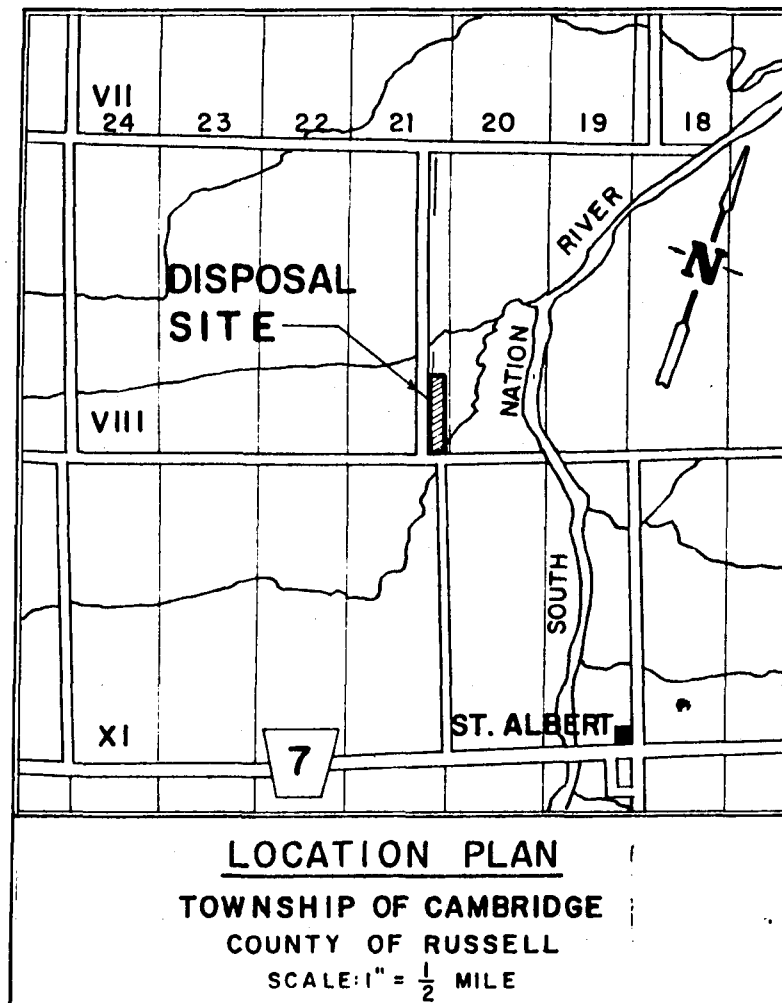 VII
24 23 22 21 20 19 18
RIVER
N
DISPOSAL
SITE
NATION
VIII
SOUTH
XI
ST. ALBERT
7
LOCATION PLAN
TOWNSHIP OF CAMBRIDGE
COUNTY OF RUSSELL
SCALE: 1" = 1/2 MILE